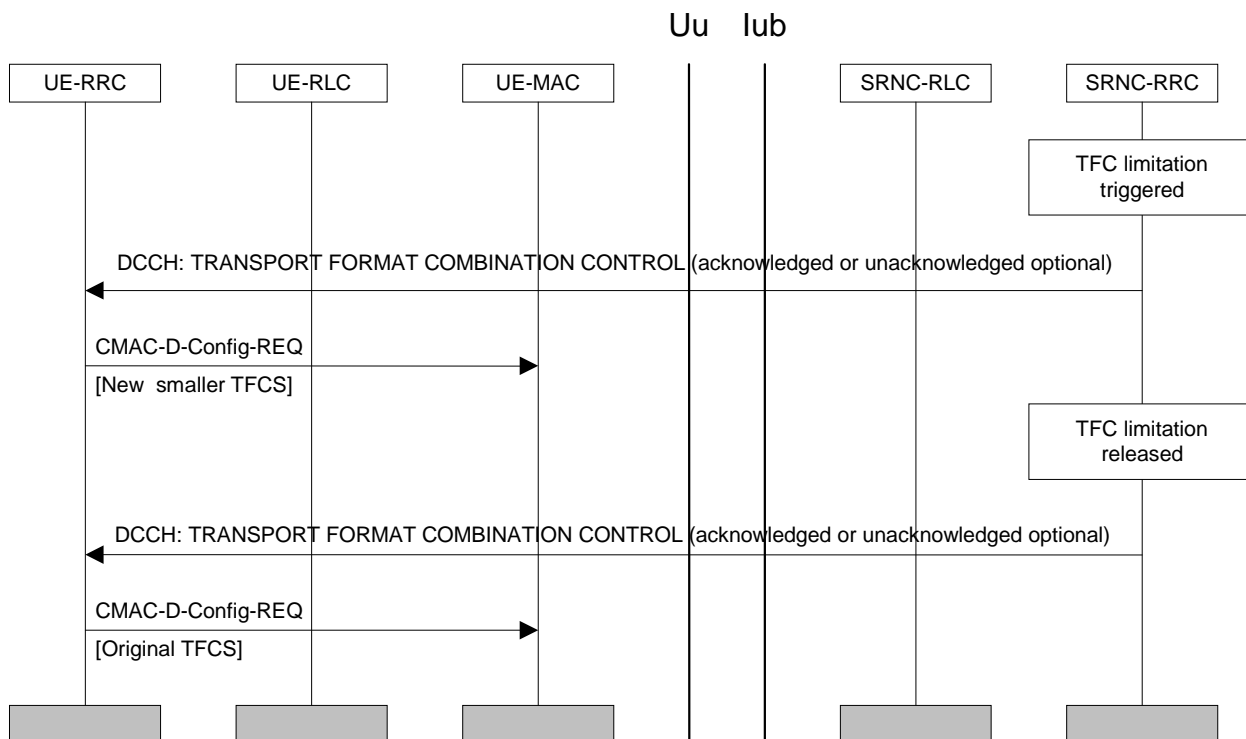 Uu Iub
UE-RRC UE-RLC UE-MAC SRNC-RLC SRNC-RRC
TFC limitation
triggered
DCCH: TRANSPORT FORMAT COMBINATION CONTROL (acknowledged or unacknowledged optional)
CMAC-D-Config-REQ
[New smaller TFCS]
TFC limitation
released
DCCH: TRANSPORT FORMAT COMBINATION CONTROL (acknowledged or unacknowledged optional)
CMAC-D-Config-REQ
[Original TFCS]